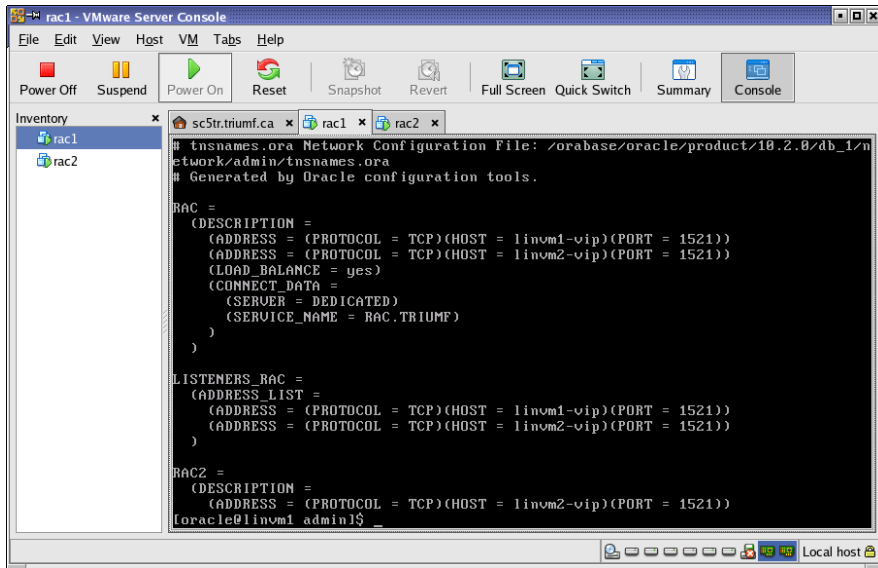 rac1 - VMware Server Console
File Edit View Host VM Tabs Help
Power Off Suspend Power On Reset Snapshot Revert Full Screen Quick Switch Summary Console
Inventory
rac1
rac2
sc5tr.triumf.ca rac1 rac2
# tnsnames.ora Network Configuration File: /orabase/oracle/product/10.2.0/db_1/n
etwork/admin/tnsnames.ora
# Generated by Oracle configuration tools.
RAC =
  (DESCRIPTION =
    (ADDRESS = (PROTOCOL = TCP)(HOST = linvm1-vip)(PORT = 1521))
    (ADDRESS = (PROTOCOL = TCP)(HOST = linvm2-vip)(PORT = 1521))
    (LOAD_BALANCE = yes)
    (CONNECT_DATA =
      (SERVER = DEDICATED)
      (SERVICE_NAME = RAC.TRIUMF)
    )
  )
LISTENERS_RAC =
  (ADDRESS_LIST =
    (ADDRESS = (PROTOCOL = TCP)(HOST = linvm1-vip)(PORT = 1521))
    (ADDRESS = (PROTOCOL = TCP)(HOST = linvm2-vip)(PORT = 1521))
  )
RAC2 =
  (DESCRIPTION =
    (ADDRESS = (PROTOCOL = TCP)(HOST = linvm2-vip)(PORT = 1521))
[oracle@linvm1 admin]$ _
Local host